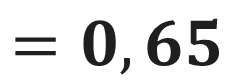 = 0, 65